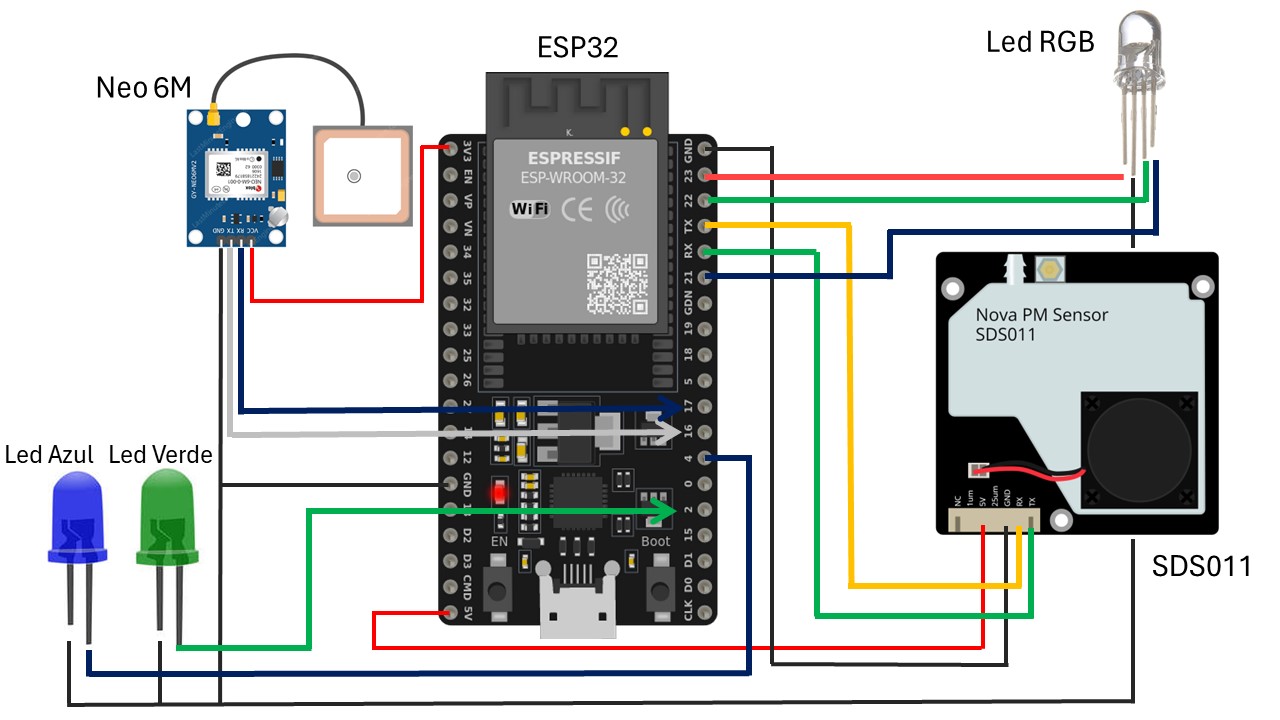 ESP32
Led RGB
Neo 6M
K.
ESPRESSIF
ESP-WROOM-32
WiFi
CE
GY-NEO6MV2
GND TX RX VCC
3V3
EN
VP
VN
34
35
32
33
25
26
2
12
GND
D2
D3
CMD
5V
GND
23
22
TX
RX
21
GDN
19
18
5
17
16
4
0
2
15
D1
D0
CLK
EN
Boot
Nova PM Sensor
SDS011
NC
1um
5V
25um
GND
RX
TX
SDS011
Led Azul
Led Verde